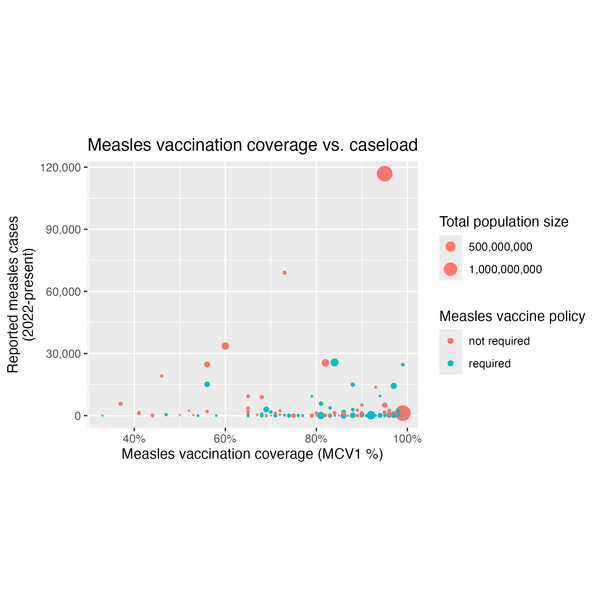 Measles vaccination coverage vs. caseload
120,000
90,000
60,000
30,000
0
Reported measles cases
(2022-present)
40%
60%
80%
100%
Measles vaccination coverage (MCV1 %)
Total population size
500,000,000
1,000,000,000
Measles vaccine policy
not required
required